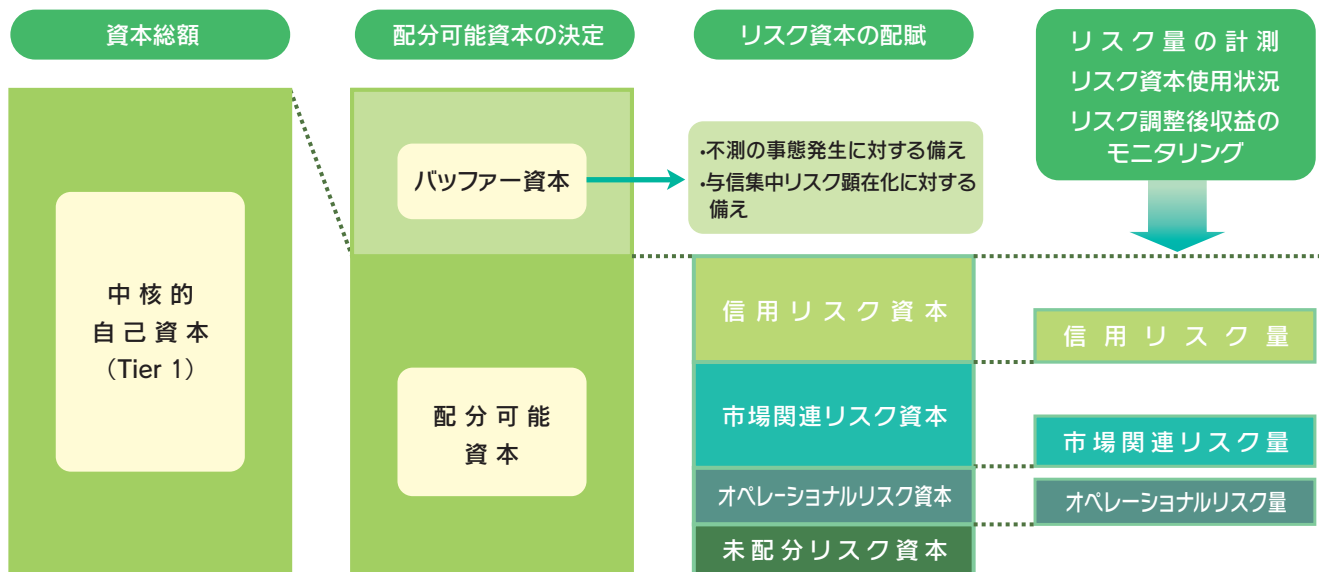 資本総額
配分可能資本の決定
リスク資本の配賦
リスク量の計測
リスク資本使用状況
リスク調整後収益の
モニタリング
中核的
自己資本
（Tier 1）
バッファー資本
・不測の事態発生に対する備え
・与信集中リスク顕在化に対する
備え
配分可能
資本
信用リスク資本
市場関連リスク資本
オペレーショナルリスク資本
未配分リスク資本
信用リスク量
市場関連リスク量
オペレーショナルリスク量